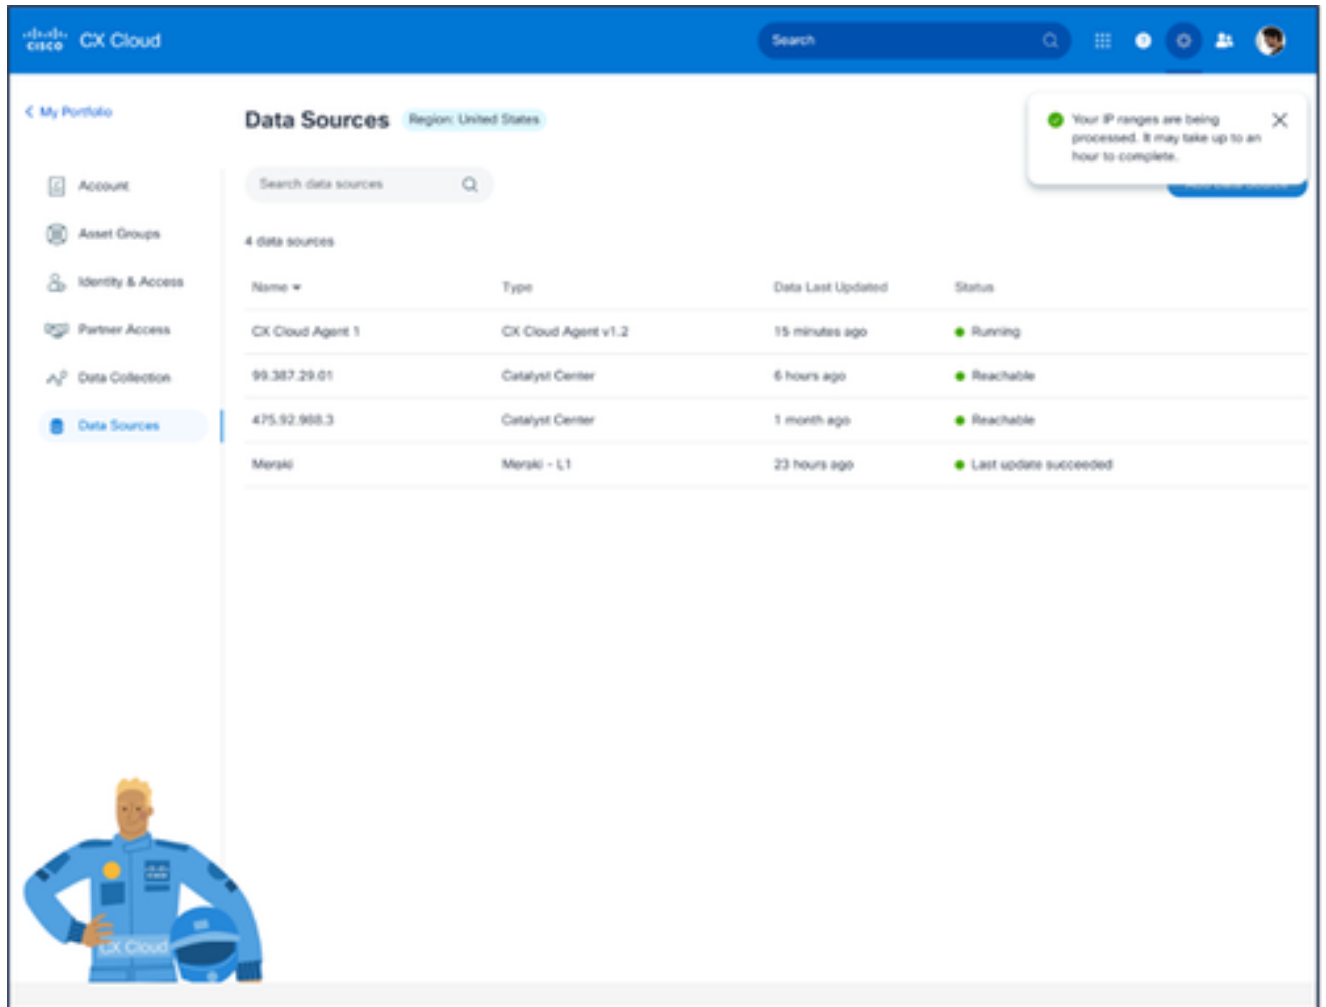 CISCO CX Cloud
Search
My Portfolio
Data Sources Region: United States
Your IP ranges are being
processed. It may take up to an
hour to complete.
Search data sources
Account
Asset Groups
Identity & Access
Partner Access
Data Collection
Data Sources
4 data sources
Name Type Data Last Updated Status
CX Cloud Agent 1 CX Cloud Agent v1.2 15 minutes ago Running
99.387.29.01 Catalyst Center 6 hours ago Reachable
475.92.988.3 Catalyst Center 1 month ago Reachable
Meraki Meraki - L1 23 hours ago Last update succeeded
CX Cloud